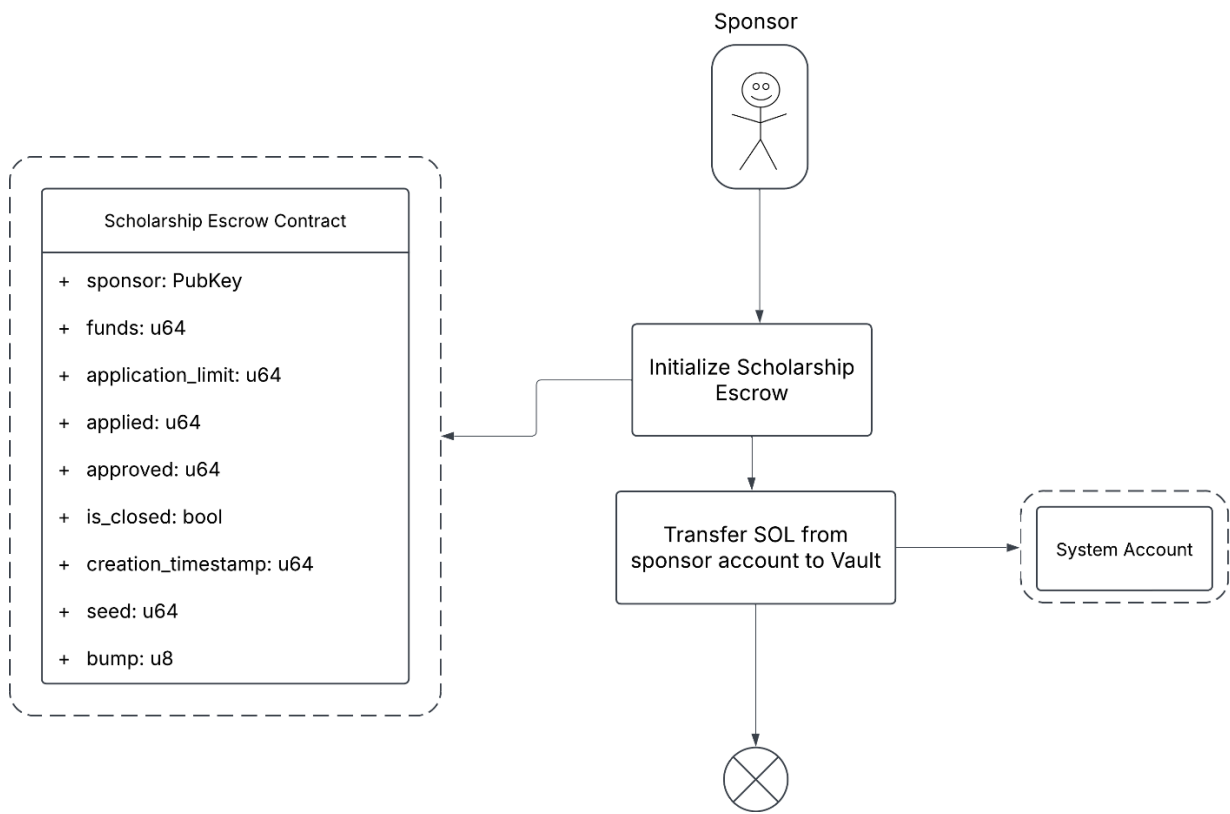 Sponsor
Scholarship Escrow Contract
+ sponsor: PubKey
+ funds: u64
+ application_limit: u64
+ applied: u64
+ approved: u64
+ is_closed: bool
+ creation_timestamp: u64
+ seed: u64
+ bump: u8
Initialize Scholarship
Escrow
Transfer SOL from
sponsor account to Vault
System Account